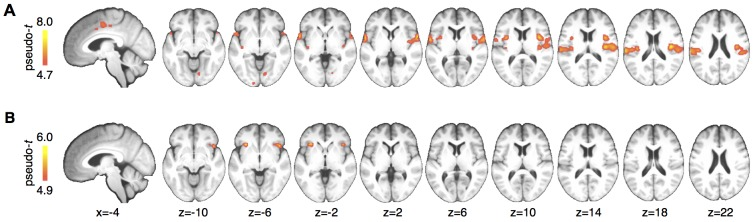 A
8.0
pseudo-t
4.7
B
6.0
pseudo-t
4.9
x=-4 z=-10 z=-6 z=-2 z=2 z=6 z=10 z=14 z=18 z=22